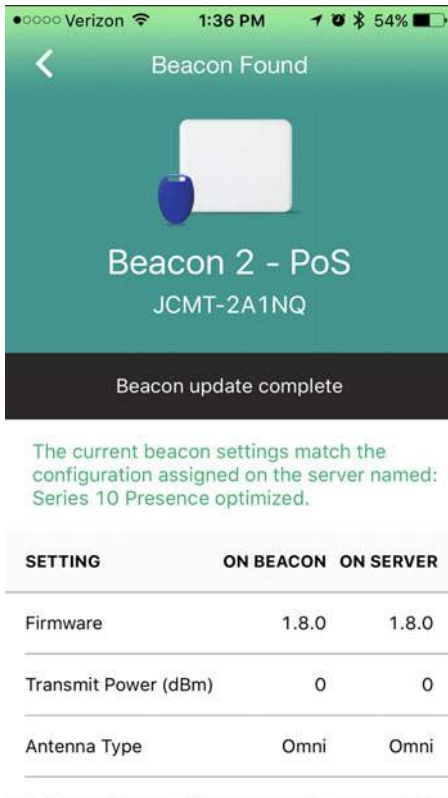 Verizon 1:36 PM 54%
Beacon Found
Beacon 2 - PoS
JCMT-2A1NQ
Beacon update complete
The current beacon settings match the
configuration assigned on the server named:
Series 10 Presence optimized.
SETTING ON BEACON ON SERVER
Firmware 1.8.0 1.8.0
Transmit Power (dBm) 0 0
Antenna Type Omni Omni